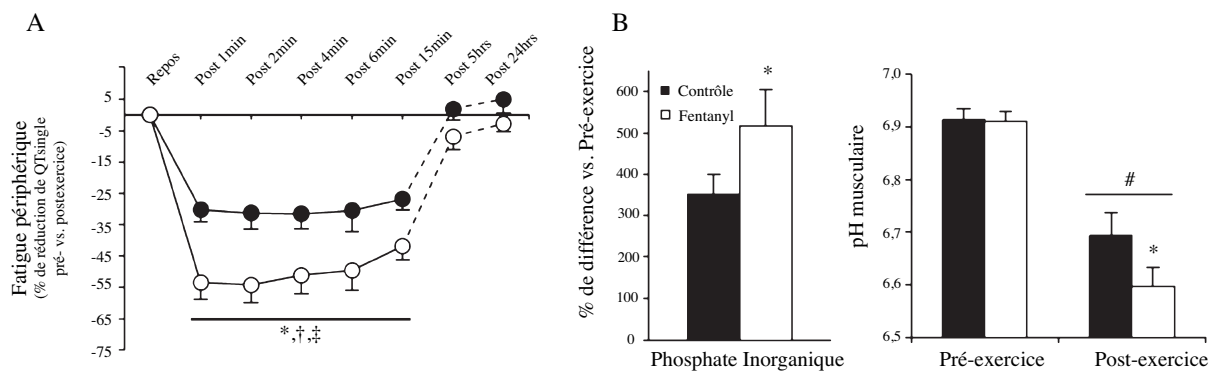 A
Repos
Post 1min
Post 2min
Post 4min
Post 6min
Post 15min
Post 5hrs
Post 24hrs
Fatigue périphérique
(% de réduction de QTsingle
pré- vs. postexercice)
5
-5
-15
-25
-35
-45
-55
-65
-75
*,†,‡
B
% de différence vs. Pré-exercice
600
500
400
300
200
100
0
Contrôle
Fentanyl
*
Phosphate Inorganique
pH musculaire
7,0
6,9
6,8
6,7
6,6
6,5
#
*
Pré-exercice
Post-exercice